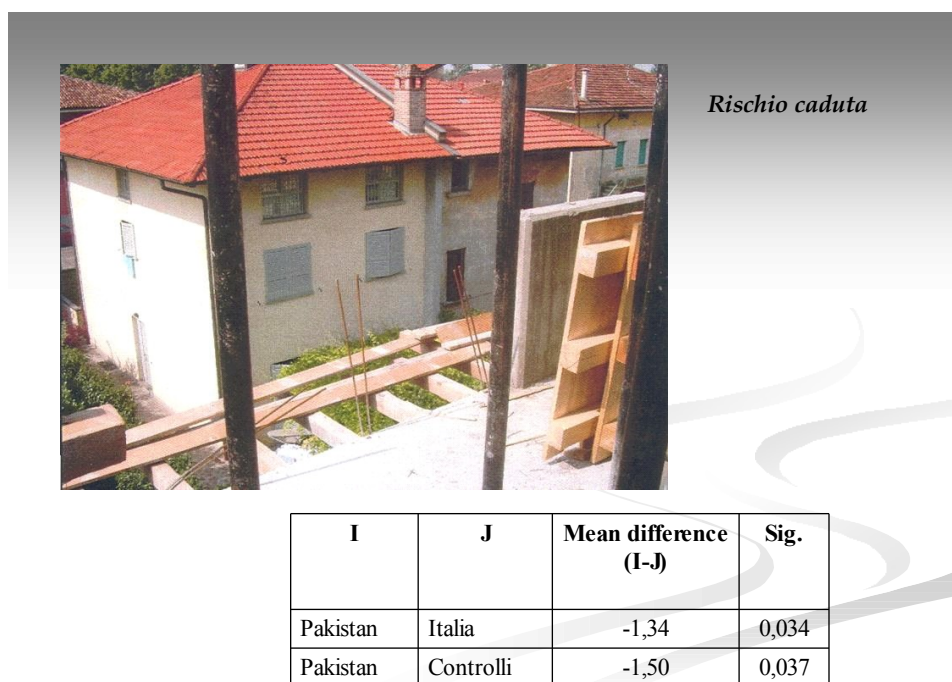 Rischio caduta
I J Mean difference Sig.
(I-J)
Pakistan Italia -1,34 0,034
Pakistan Controlli -1,50 0,037